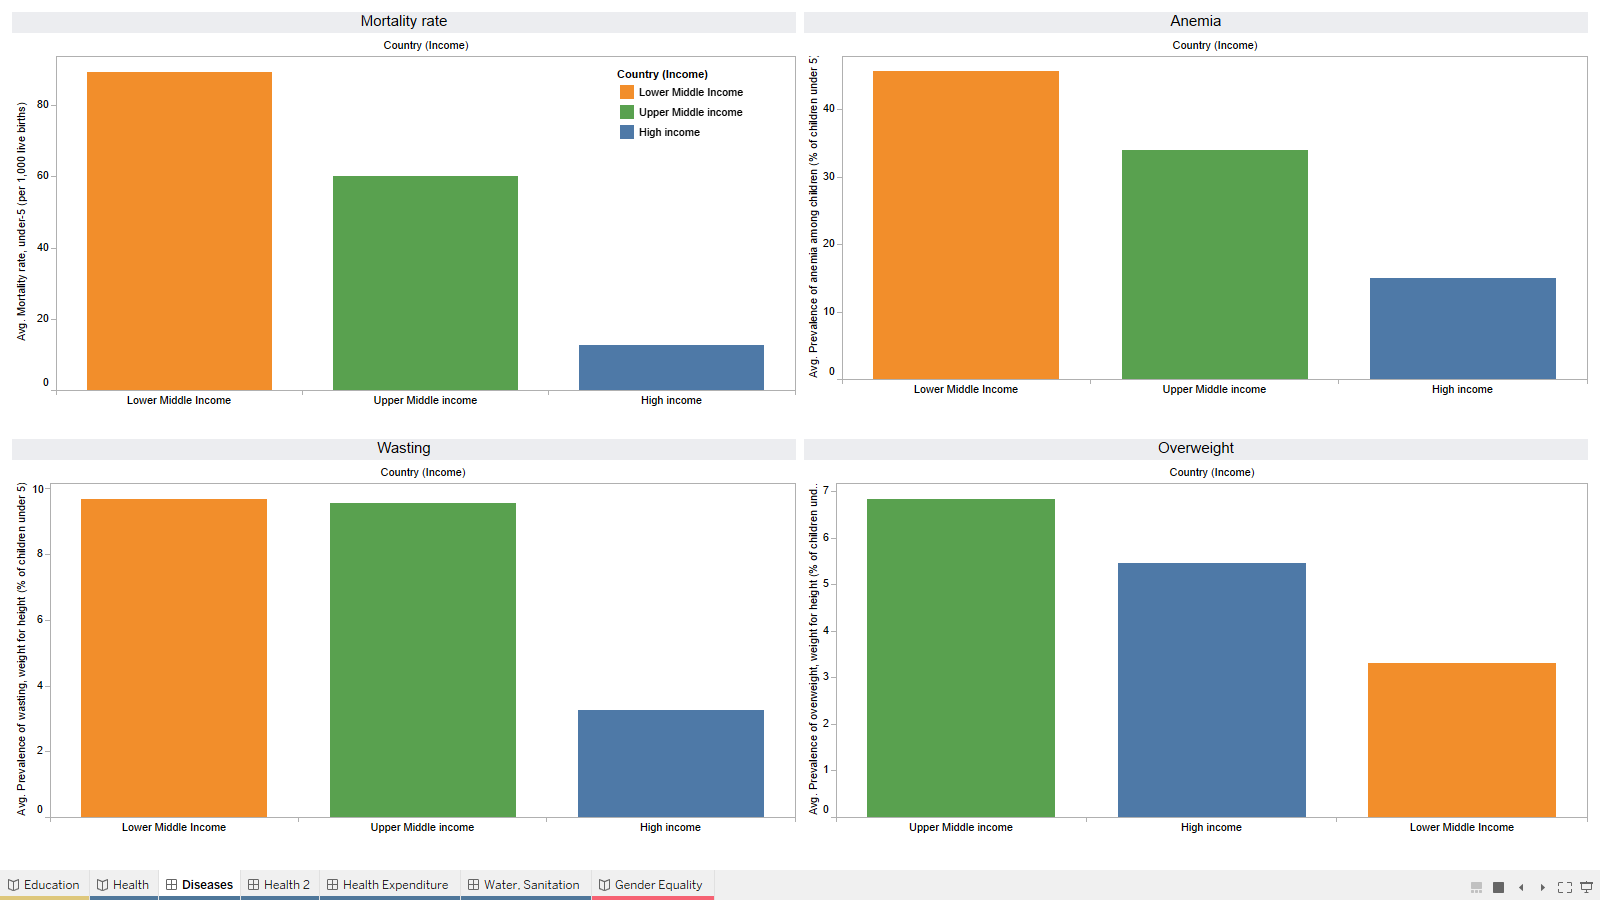 Mortality rate
Country (Income)
Avg. Mortality rate, under-5 (per 1,000 live births)
80
60
40
20
0
Country (Income)
Lower Middle Income
Upper Middle income
High income
Lower Middle Income
Upper Middle income
High income
Anemia
Country (Income)
Avg. Prevalence of anemia among children (% of children under 5)
40
30
20
10
0
Lower Middle Income
Upper Middle income
High income
Wasting
Country (Income)
Avg. Prevalence of wasting, weight for height (% of children under 5)
10
8
6
4
2
0
Lower Middle Income
Upper Middle income
High income
Overweight
Country (Income)
Avg. Prevalence of overweight, weight for height (% of children und..
7
6
5
4
3
2
1
0
Upper Middle income
High income
Lower Middle Income
Education
Health
Diseases
Health 2
Health Expenditure
Water, Sanitation
Gender Equality